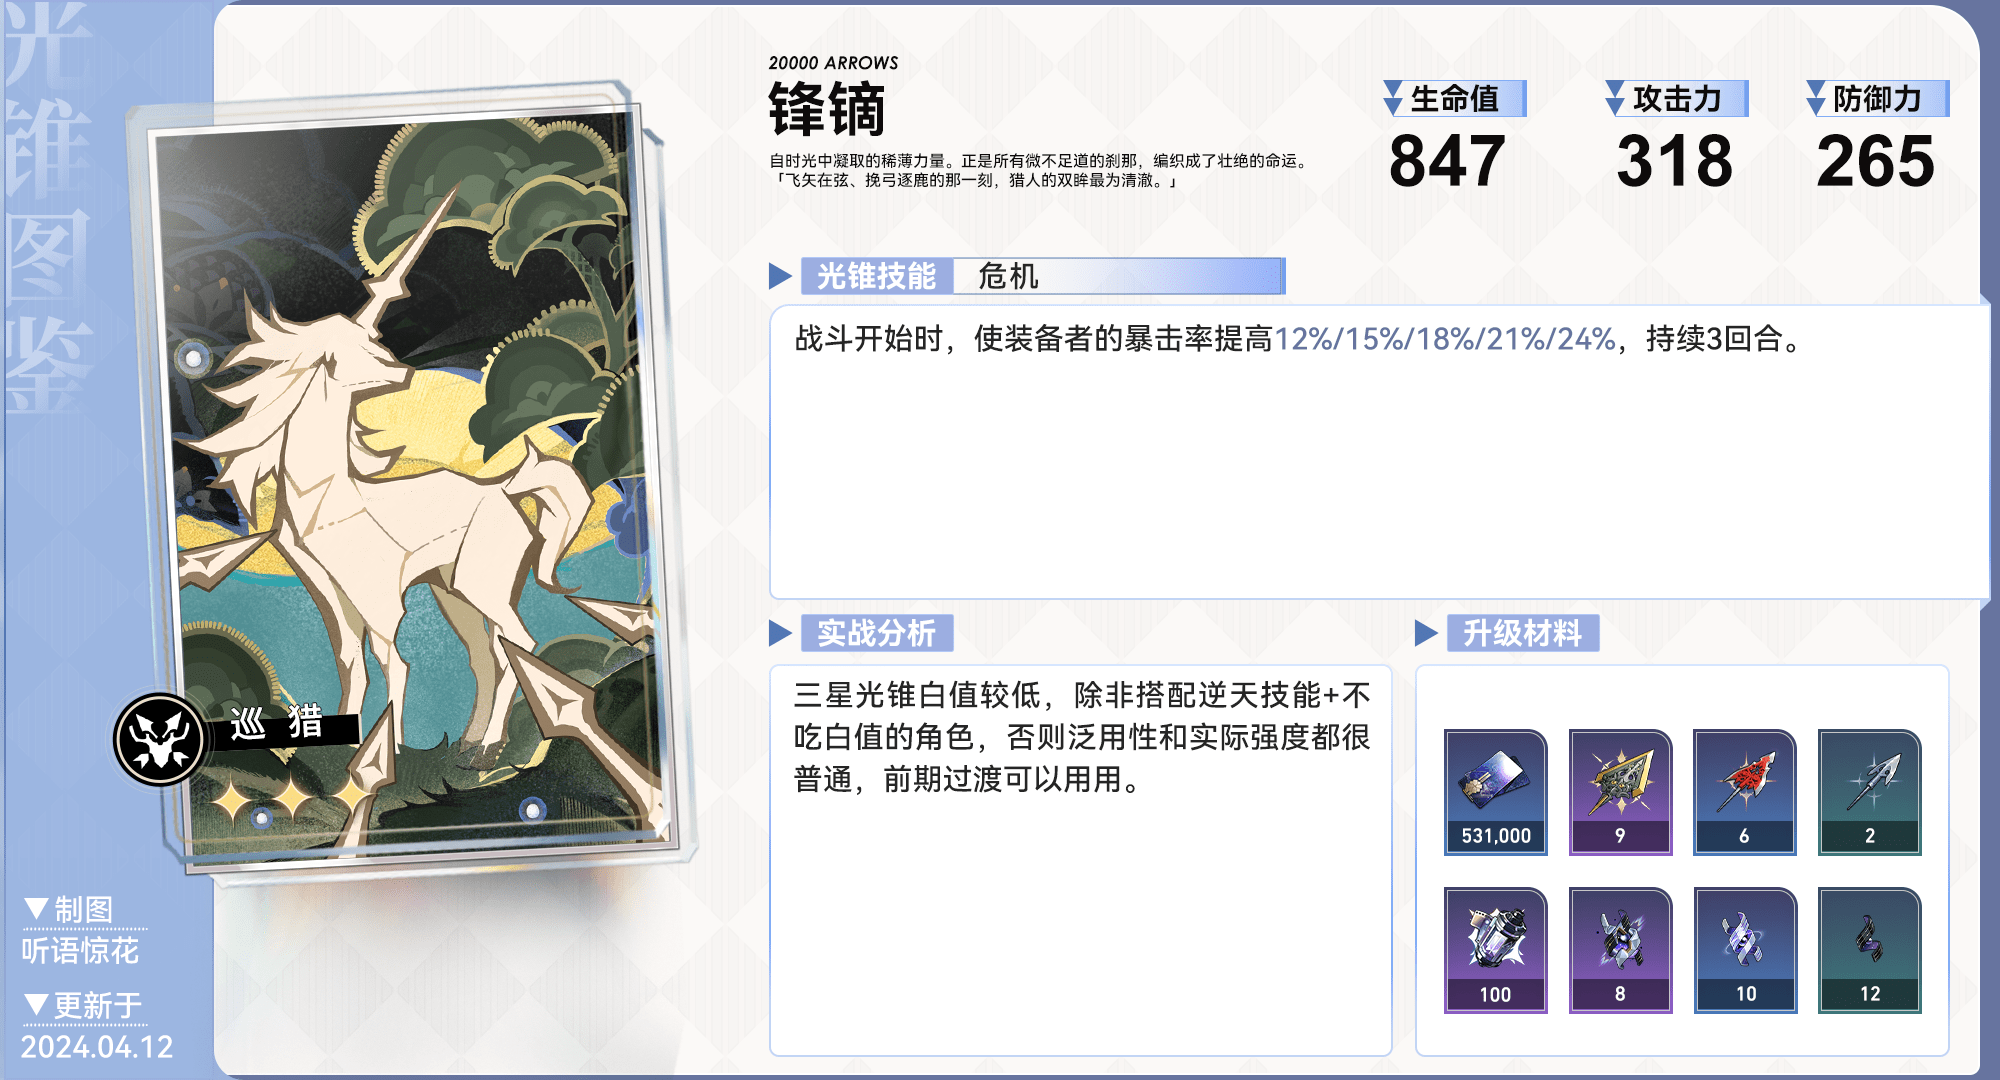 光锥图鉴
20000 ARROWS
锋镝
自时光中凝取的稀薄力量。正是所有微不足道的刹那，编织成了壮绝的命运。
「飞矢在弦、挽弓逐鹿的那一刻，猎人的双眸最为清澈。」
生命值
847
攻击力
318
防御力
265
光锥技能
危机
战斗开始时，使装备者的暴击率提高12%/15%/18%/21%/24%，持续3回合。
巡猎
实战分析
三星光锥白值较低，除非搭配逆天技能+不
吃白值的角色，否则泛用性和实际强度都很
普通，前期过渡可以用用。
升级材料
531,000
9
6
2
100
8
10
12
▼制图
听语惊花
▼更新于
2024.04.12